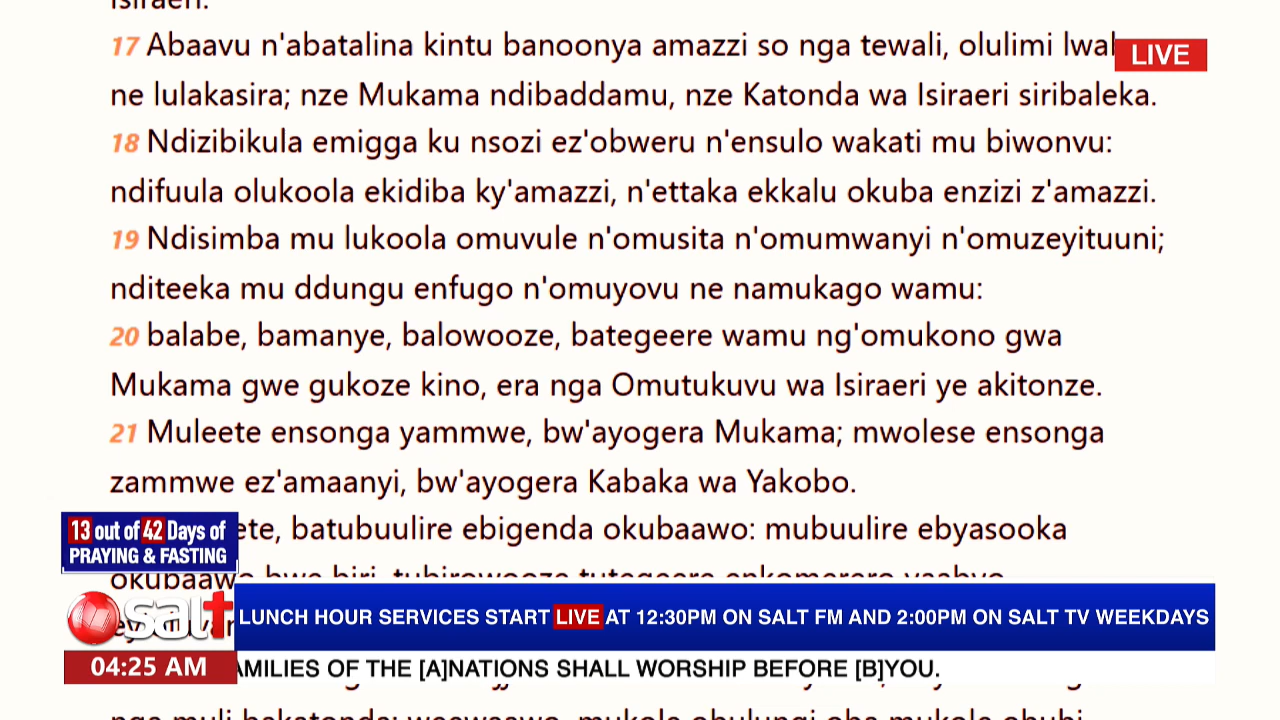 Isiraeri.
17 Abaavu n'abatalina kintu banoonya amazzi so nga tewali, olulimi
LIVE
ne lulakasira; nze Mukama ndibaddamu, nze Katonda wa Isiraeri siribaleka.
18 Ndizibikula emigga ku nsozi ez'obweru n'ensulo wakati mu biwonvu:
ndifuula olukoola ekidiba ky'amazzi, n'ettaka ekkalu okuba enzizi z'amazzi.
19 Ndisimba mu lukoola omuvule n'omusita n'omumwanyi n'omuzeyituuni;
nditeeka mu ddungu enfugo n'omuyovu ne namukago wamu:
20 balabe, bamanye, balowooze, bategeere wamu ng'omukono gwa
Mukama gwe gukoze kino, era nga Omutukuvu wa Isiraeri ye akitonze.
21 Muleete ensonga yammwe, bw'ayogera Mukama; mwolese ensonga
zammwe ez'amaanyi, bw'ayogera Kabaka wa Yakobo.
batubuulire ebigenda okubaawo: mubuulire ebyasooka
13 out of 42 Days of
PRAYING & FASTING
okubaawo
salt
LUNCH HOUR SERVICES START LIVE AT 12:30PM ON SALT FM AND 2:00PM ON SALT TV WEEKDAYS
04:25 AM
AMILIES OF THE [A]NATIONS SHALL WORSHIP BEFORE [B]YOU.